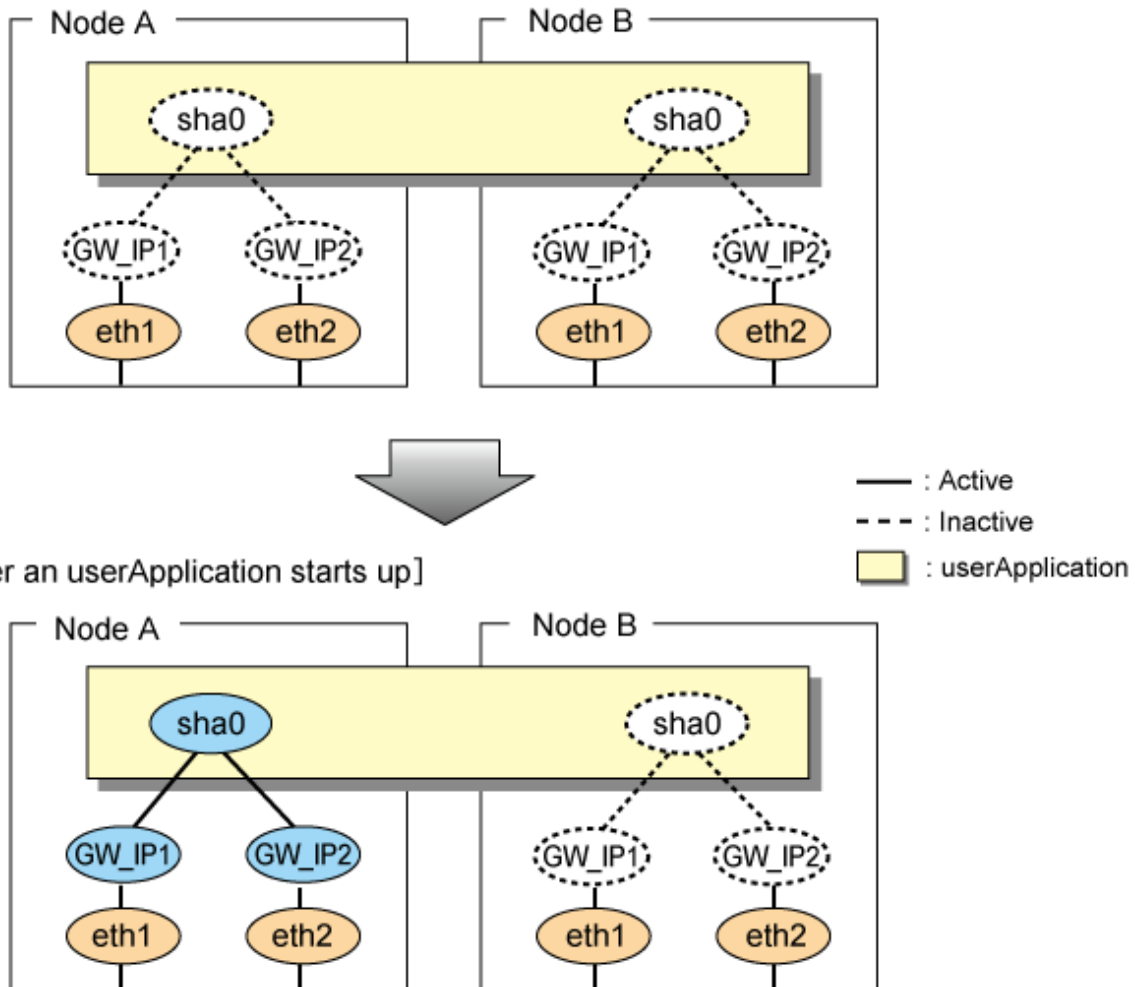 Node A Node B
sha0 sha0
GW_IP1 GW_IP2 GW_IP1 GW_IP2
eth1 eth2 eth1 eth2
: Active
: Inactive
: userApplication
an userApplication starts up]
Node A Node B
sha0 sha0
GW_IP1 GW_IP2 GW_IP1 GW_IP2
eth1 eth2 eth1 eth2